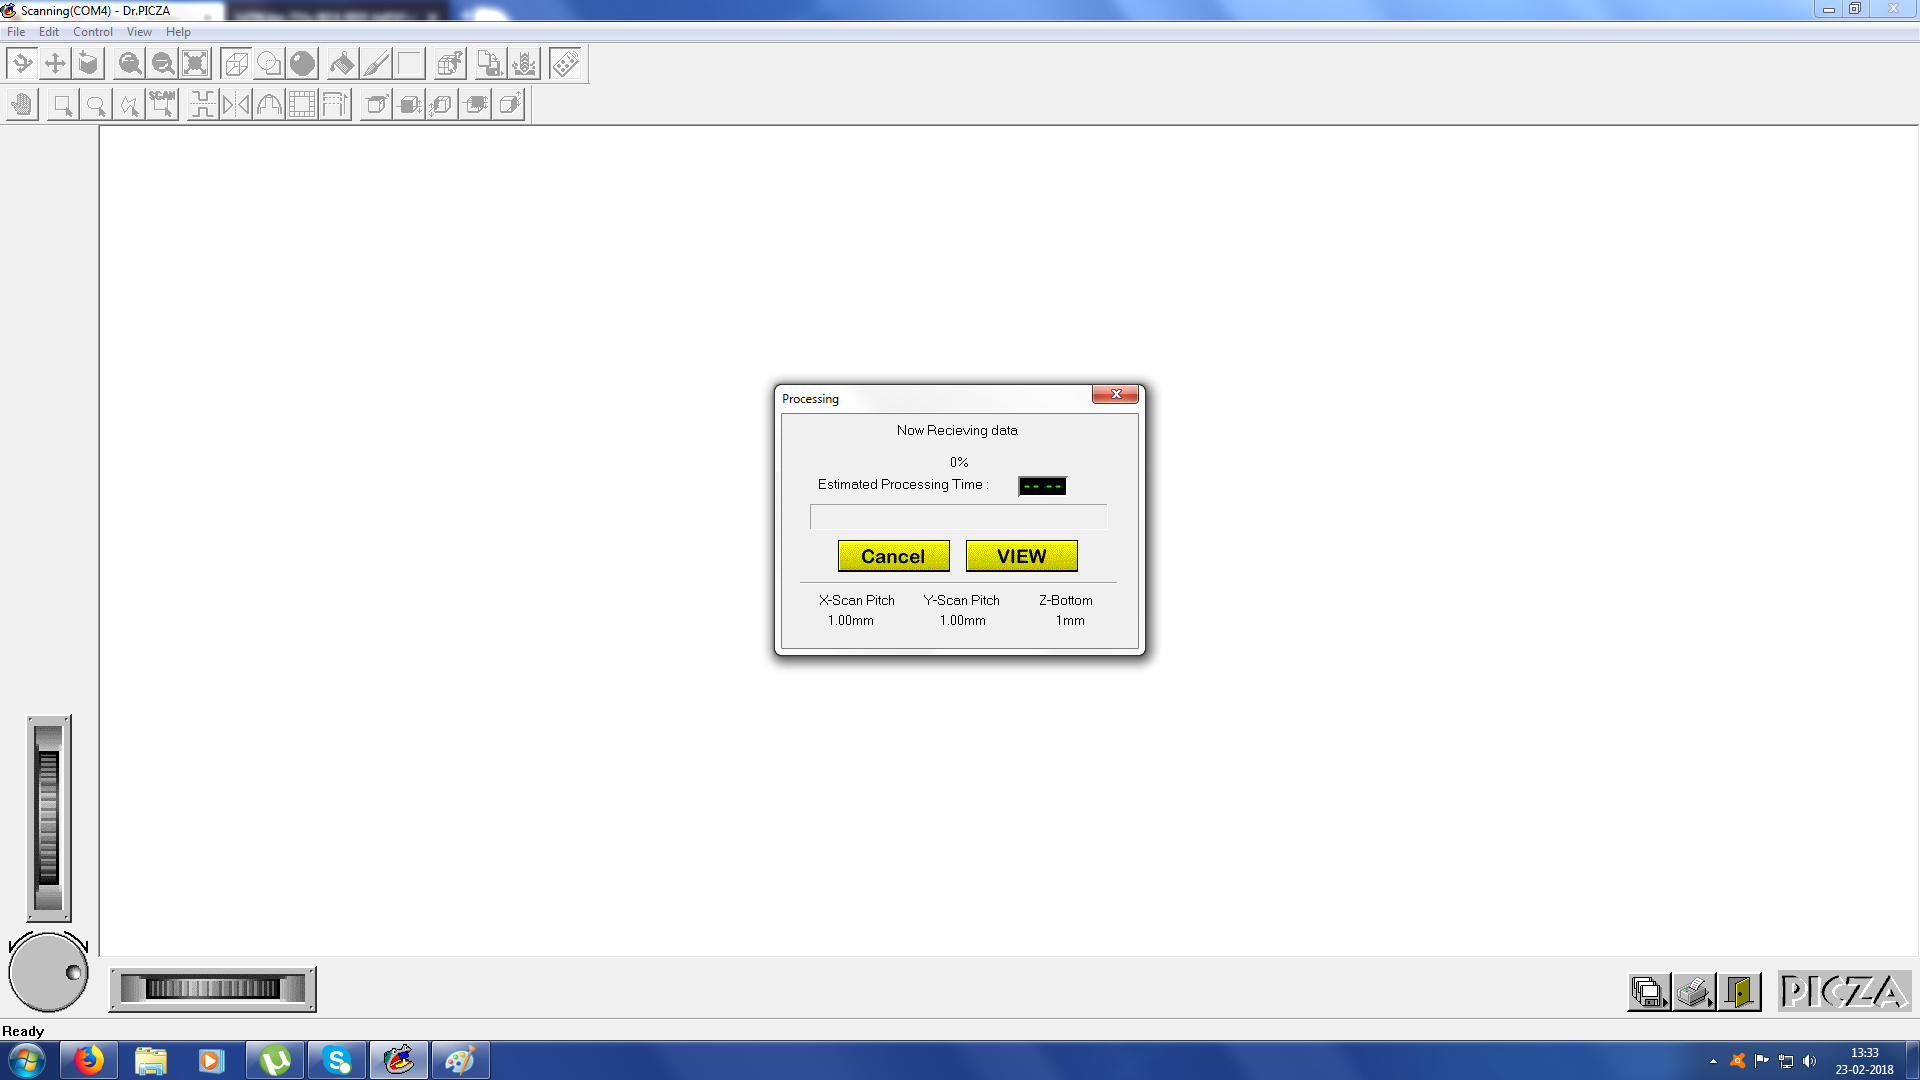 Scanning(COM4) - Dr.PICZA
File Edit Control View Help
SCAN
Processing
Now Recieving data
0%
Estimated Processing Time :
-- --
Cancel VIEW
X-Scan Pitch Y-Scan Pitch Z-Bottom
1.00mm 1.00mm 1mm
PICZA
Ready
13:33
23-02-2018